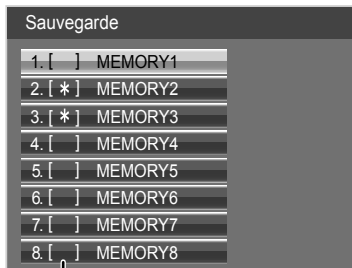 Sauvegarde
1. [   ] MEMORY1
2. [ * ] MEMORY2
3. [ * ] MEMORY3
4. [   ] MEMORY4
5. [   ] MEMORY5
6. [   ] MEMORY6
7. [   ] MEMORY7
8. [   ] MEMORY8